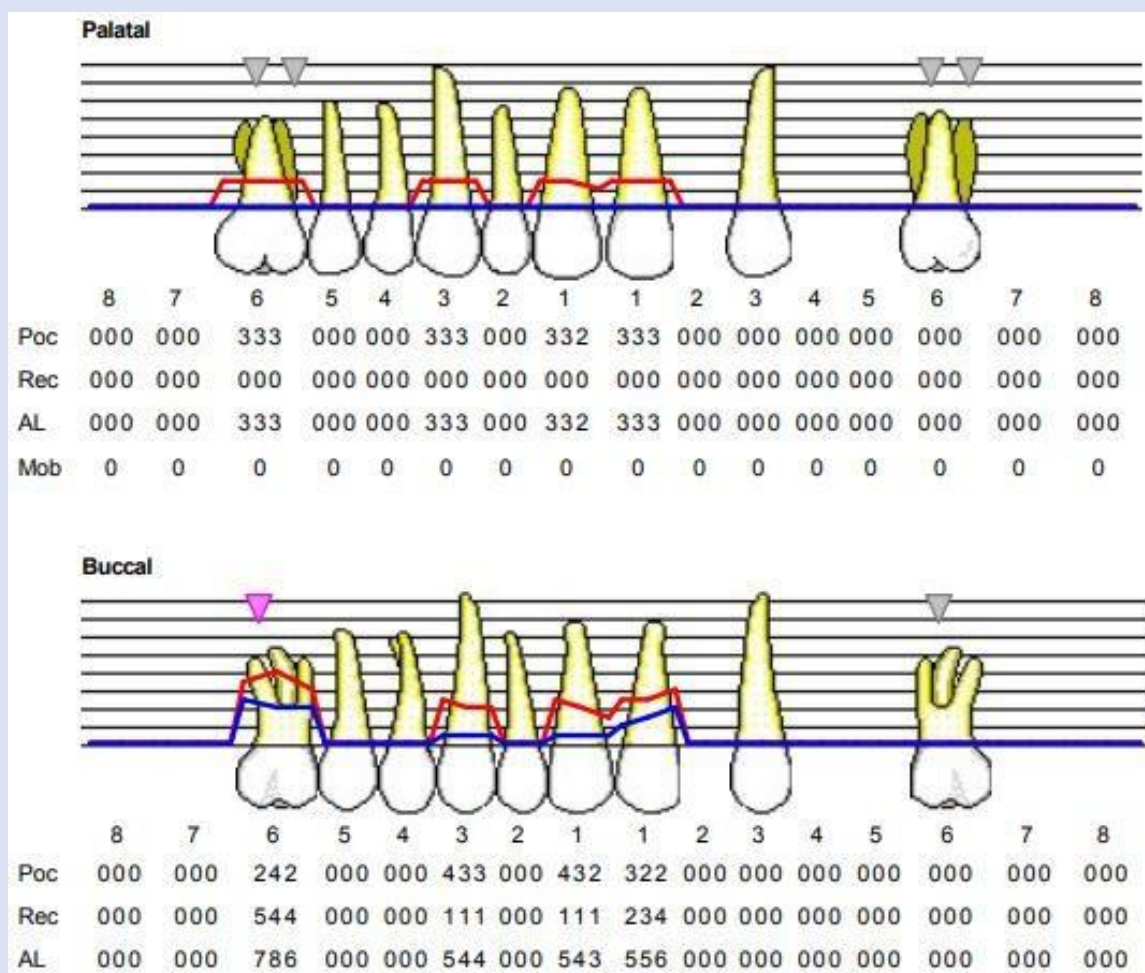 Palatal
8 7 6 5 4 3 2 1 1 2 3 4 5 6 7 8
Poc 000 000 333 000 000 333 000 332 333 000 000 000 000 000 000 000
Rec 000 000 000 000 000 000 000 000 000 000 000 000 000 000 000 000
AL 000 000 333 000 000 333 000 332 333 000 000 000 000 000 000 000
Mob 0 0 0 0 0 0 0 0 0 0 0 0 0 0 0 0
Buccal
8 7 6 5 4 3 2 1 1 2 3 4 5 6 7 8
Poc 000 000 242 000 000 433 000 432 322 000 000 000 000 000 000 000
Rec 000 000 544 000 000 111 000 111 234 000 000 000 000 000 000 000
AL 000 000 786 000 000 544 000 543 556 000 000 000 000 000 000 000